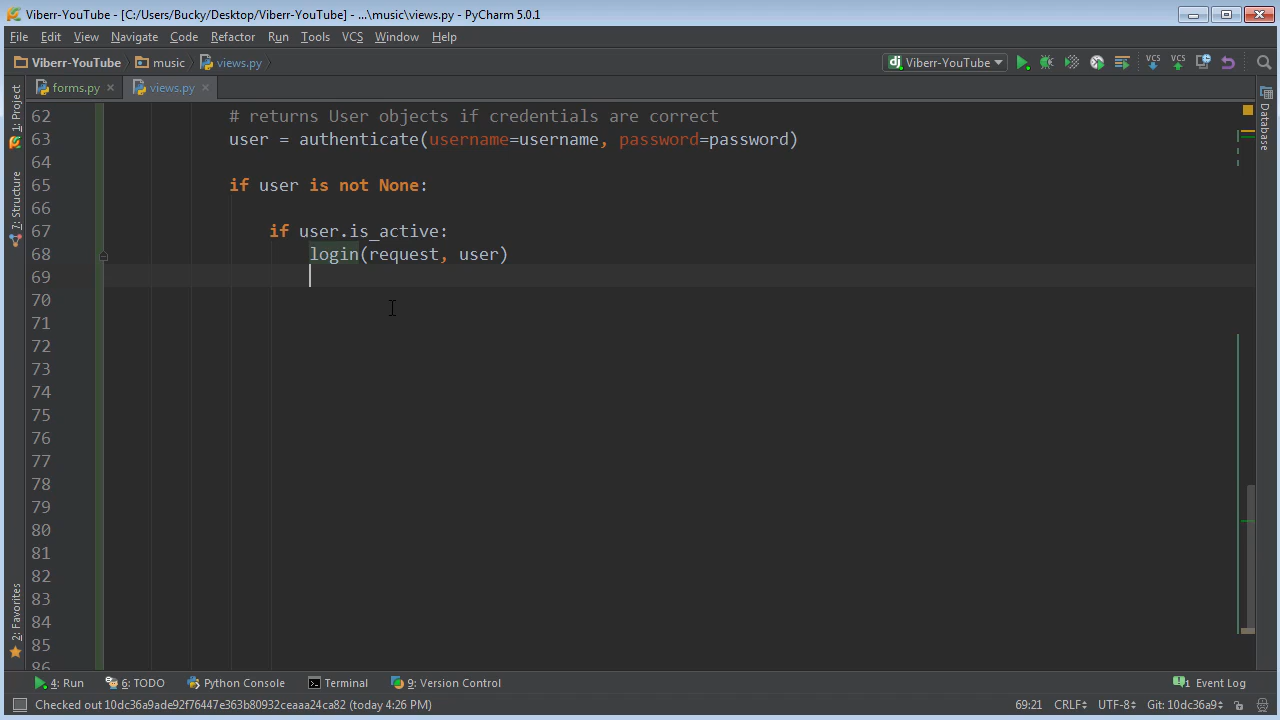 Viberr-YouTube - [C:/Users/Bucky/Desktop/Viberr-YouTube] - ...\music\views.py - PyCharm 5.0.1
File Edit View Navigate Code Refactor Run Tools VCS Window Help
Viberr-YouTube music views.py dj Viberr-YouTube VCS VCS
forms.py views.py
1: Project
7: Structure
2: Favorites
Database
62 # returns User objects if credentials are correct
63 user = authenticate(username=username, password=password)
64
65 if user is not None:
66
67 if user.is_active:
68 login(request, user)
69
70
71
72
73
74
75
76
77
78
79
80
81
82
83
84
85
86
4: Run 6: TODO Python Console Terminal 9: Version Control 1 Event Log
Checked out 10dc36a9ade92f76447e363b80932ceaaa24ca82 (today 4:26 PM) 69:21 CRLF UTF-8 Git: 10dc36a9